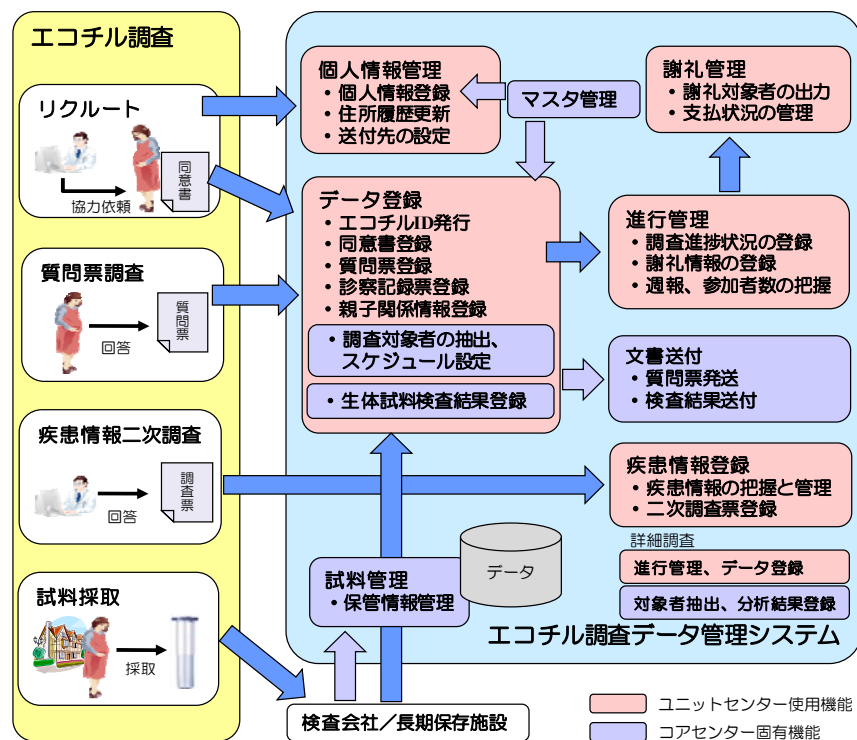 エコチル調査
リクルート
同意書
協力依頼
質問票調査
質問票
回答
疾患情報二次調査
調査票
回答
試料採取
採取
個人情報管理
・個人情報登録
・住所履歴更新
・送付先の設定
マスタ管理
謝礼管理
・謝礼対象者の出力
・支払状況の管理
データ登録
・エコチルID発行
・同意書登録
・質問票登録
・診察記録票登録
・親子関係情報登録
・調査対象者の抽出、
スケジュール設定
・生体試料検査結果登録
進行管理
・調査進捗状況の登録
・謝礼情報の登録
・週報、参加者数の把握
文書送付
・質問票発送
・検査結果送付
疾患情報登録
・疾患情報の把握と管理
・二次調査票登録
詳細調査
進行管理、データ登録
対象者抽出、分析結果登録
データ
試料管理
・保管情報管理
エコチル調査データ管理システム
検査会社／長期保存施設
ユニットセンター使用機能
コアセンター固有機能